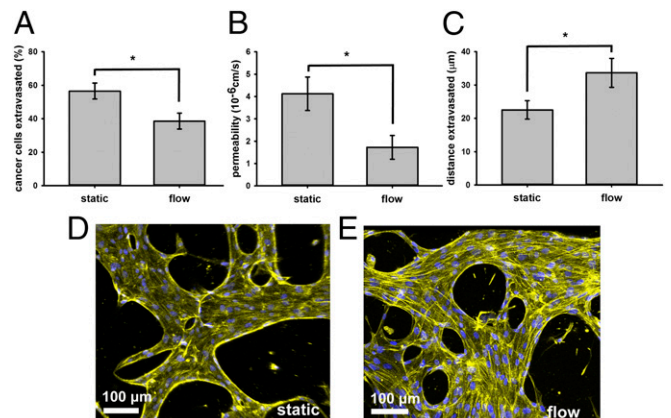 A
cancer cells extravasated (%)
80
60
40
20
0
*
static
flow
B
permeability (10⁻⁶cm/s)
6
5
4
3
2
1
0
*
static
flow
C
distance extravasated (μm)
50
40
30
20
10
0
*
static
flow
D
100 μm
static
E
100 μm
flow